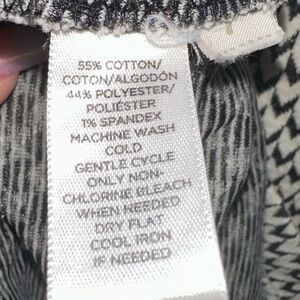 55% COTTON/
COTON/ALGODÓN
44% POLYESTER/
POLIÉSTER
1% SPANDEX
MACHINE WASH
COLD
GENTLE CYCLE
ONLY NON-
CHLORINE BLEACH
WHEN NEEDED
DRY FLAT
COOL IRON
IF NEEDED